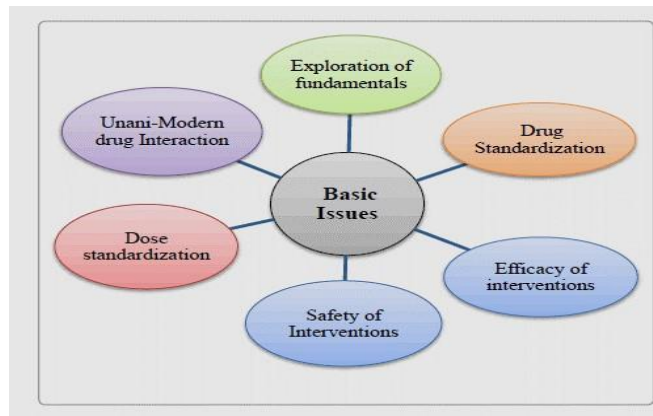 Exploration of
fundamentals
Unani-Modern
drug Interaction
Drug
Standardization
Basic
Issues
Dose
standardization
Efficacy of
interventions
Safety of
Interventions